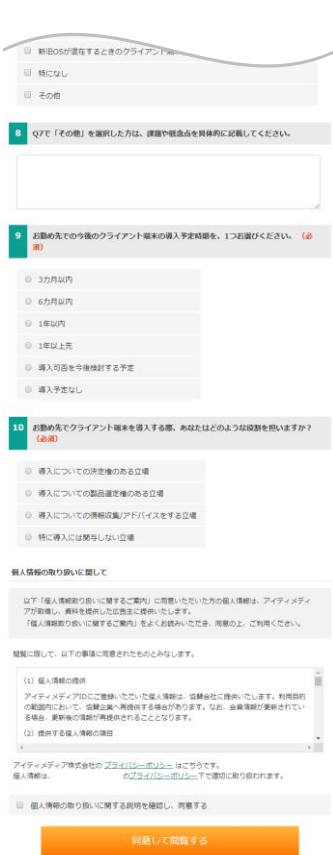 新旧OSが混在するときのクライアント端末
特になし
その他
8 Q7で「その他」を選択した方は、課題や懸念点を具体的に記載してください。
9 お勤め先での今後のクライアント端末の導入予定時期を、1つお選びください。（必
須）
3カ月以内
6カ月以内
1年以内
1年以上先
導入可否を今後検討する予定
導入予定なし
10 お勤め先でクライアント端末を導入する際、あなたはどのような役割を担いますか？
（必須）
導入についての決定権のある立場
導入についての製品選定権のある立場
導入についての情報収集/アドバイスをする立場
特に導入には関与しない立場
個人情報の取り扱いに関して
以下「個人情報取り扱いに関するご案内」に同意いただいた方の個人情報は、アイティメディ
アが取得し、資料を提供した広告主に提供いたします。
「個人情報取り扱いに関するご案内」をよくお読みいただき、同意の上、ご利用ください。
閲覧に際して、以下の事項に同意されたものとみなします。
（1）個人情報の提供
アイティメディアIDにご登録いただいた個人情報は、協賛会社に提供いたします。利用目的
の範囲内において、協賛企業へ再提供する場合があります。なお、会員情報が更新されてい
る場合、更新後の情報が再提供されることとなります。
（2）提供する個人情報の項目
アイティメディア株式会社の プライバシーポリシー はこちらです。
個人情報は、 のプライバシーポリシー下で適切に取り扱われます。
個人情報の取り扱いに関する説明を確認し、同意する
同意して閲覧する